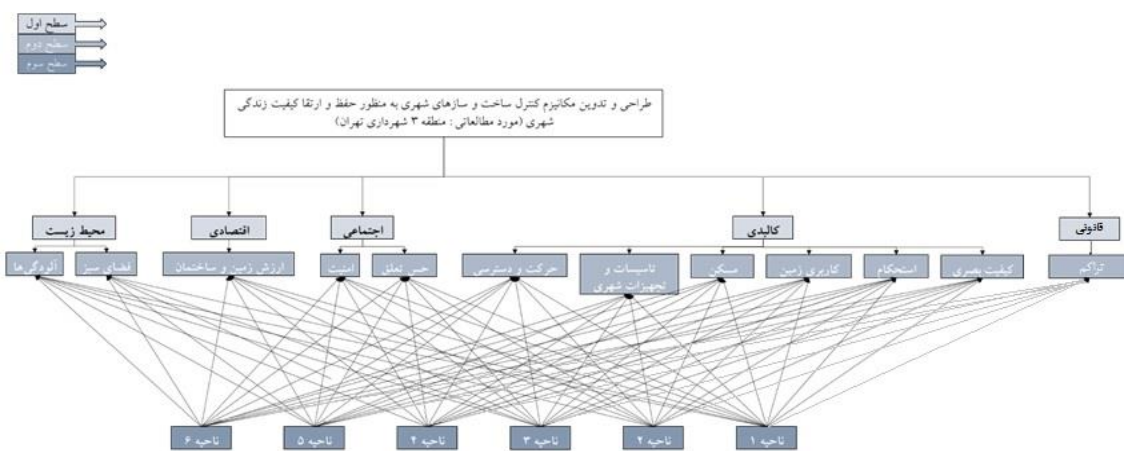 سطح اول
سطح دوم
سطح سوم
طراحی و تدوین مکانیزم کنترل ساخت و سازهای شهری به منظور حفظ و ارتقا کیفیت زندگی
شهری (مورد مطالعاتی : منطقه ۳ شهرداری تهران)
قانونی
کالبدی
اجتماعی
اقتصادی
محیط زیست
تراکم
کیفیت بصری
استحکام
کاربری زمین
مسکن
تاسیسات و
تجهیزات شهری
حرکت و دسترسی
حس تعلق
امنیت
ارزش زمین و ساختمان
فضای سبز
آلودگی‌ها
ناحیه ۱
ناحیه ۲
ناحیه ۳
ناحیه ۴
ناحیه ۵
ناحیه ۶